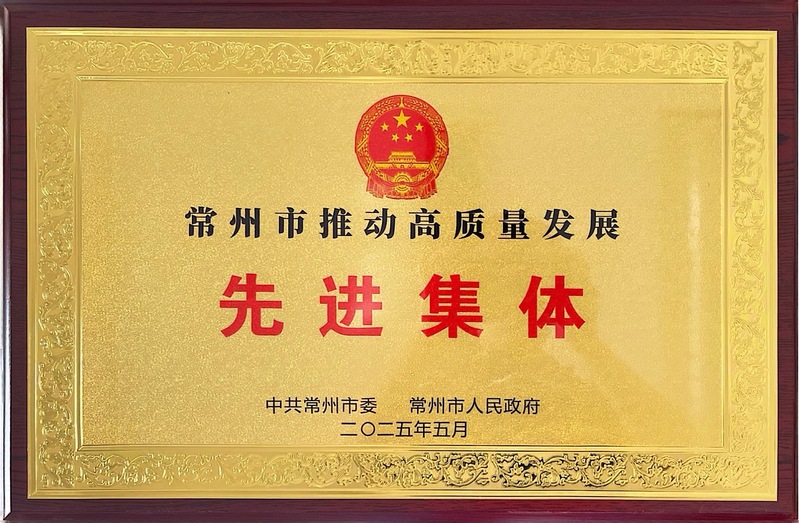 常州市推动高质量发展
先进集体
中共常州市委 常州市人民政府
二〇二五年五月